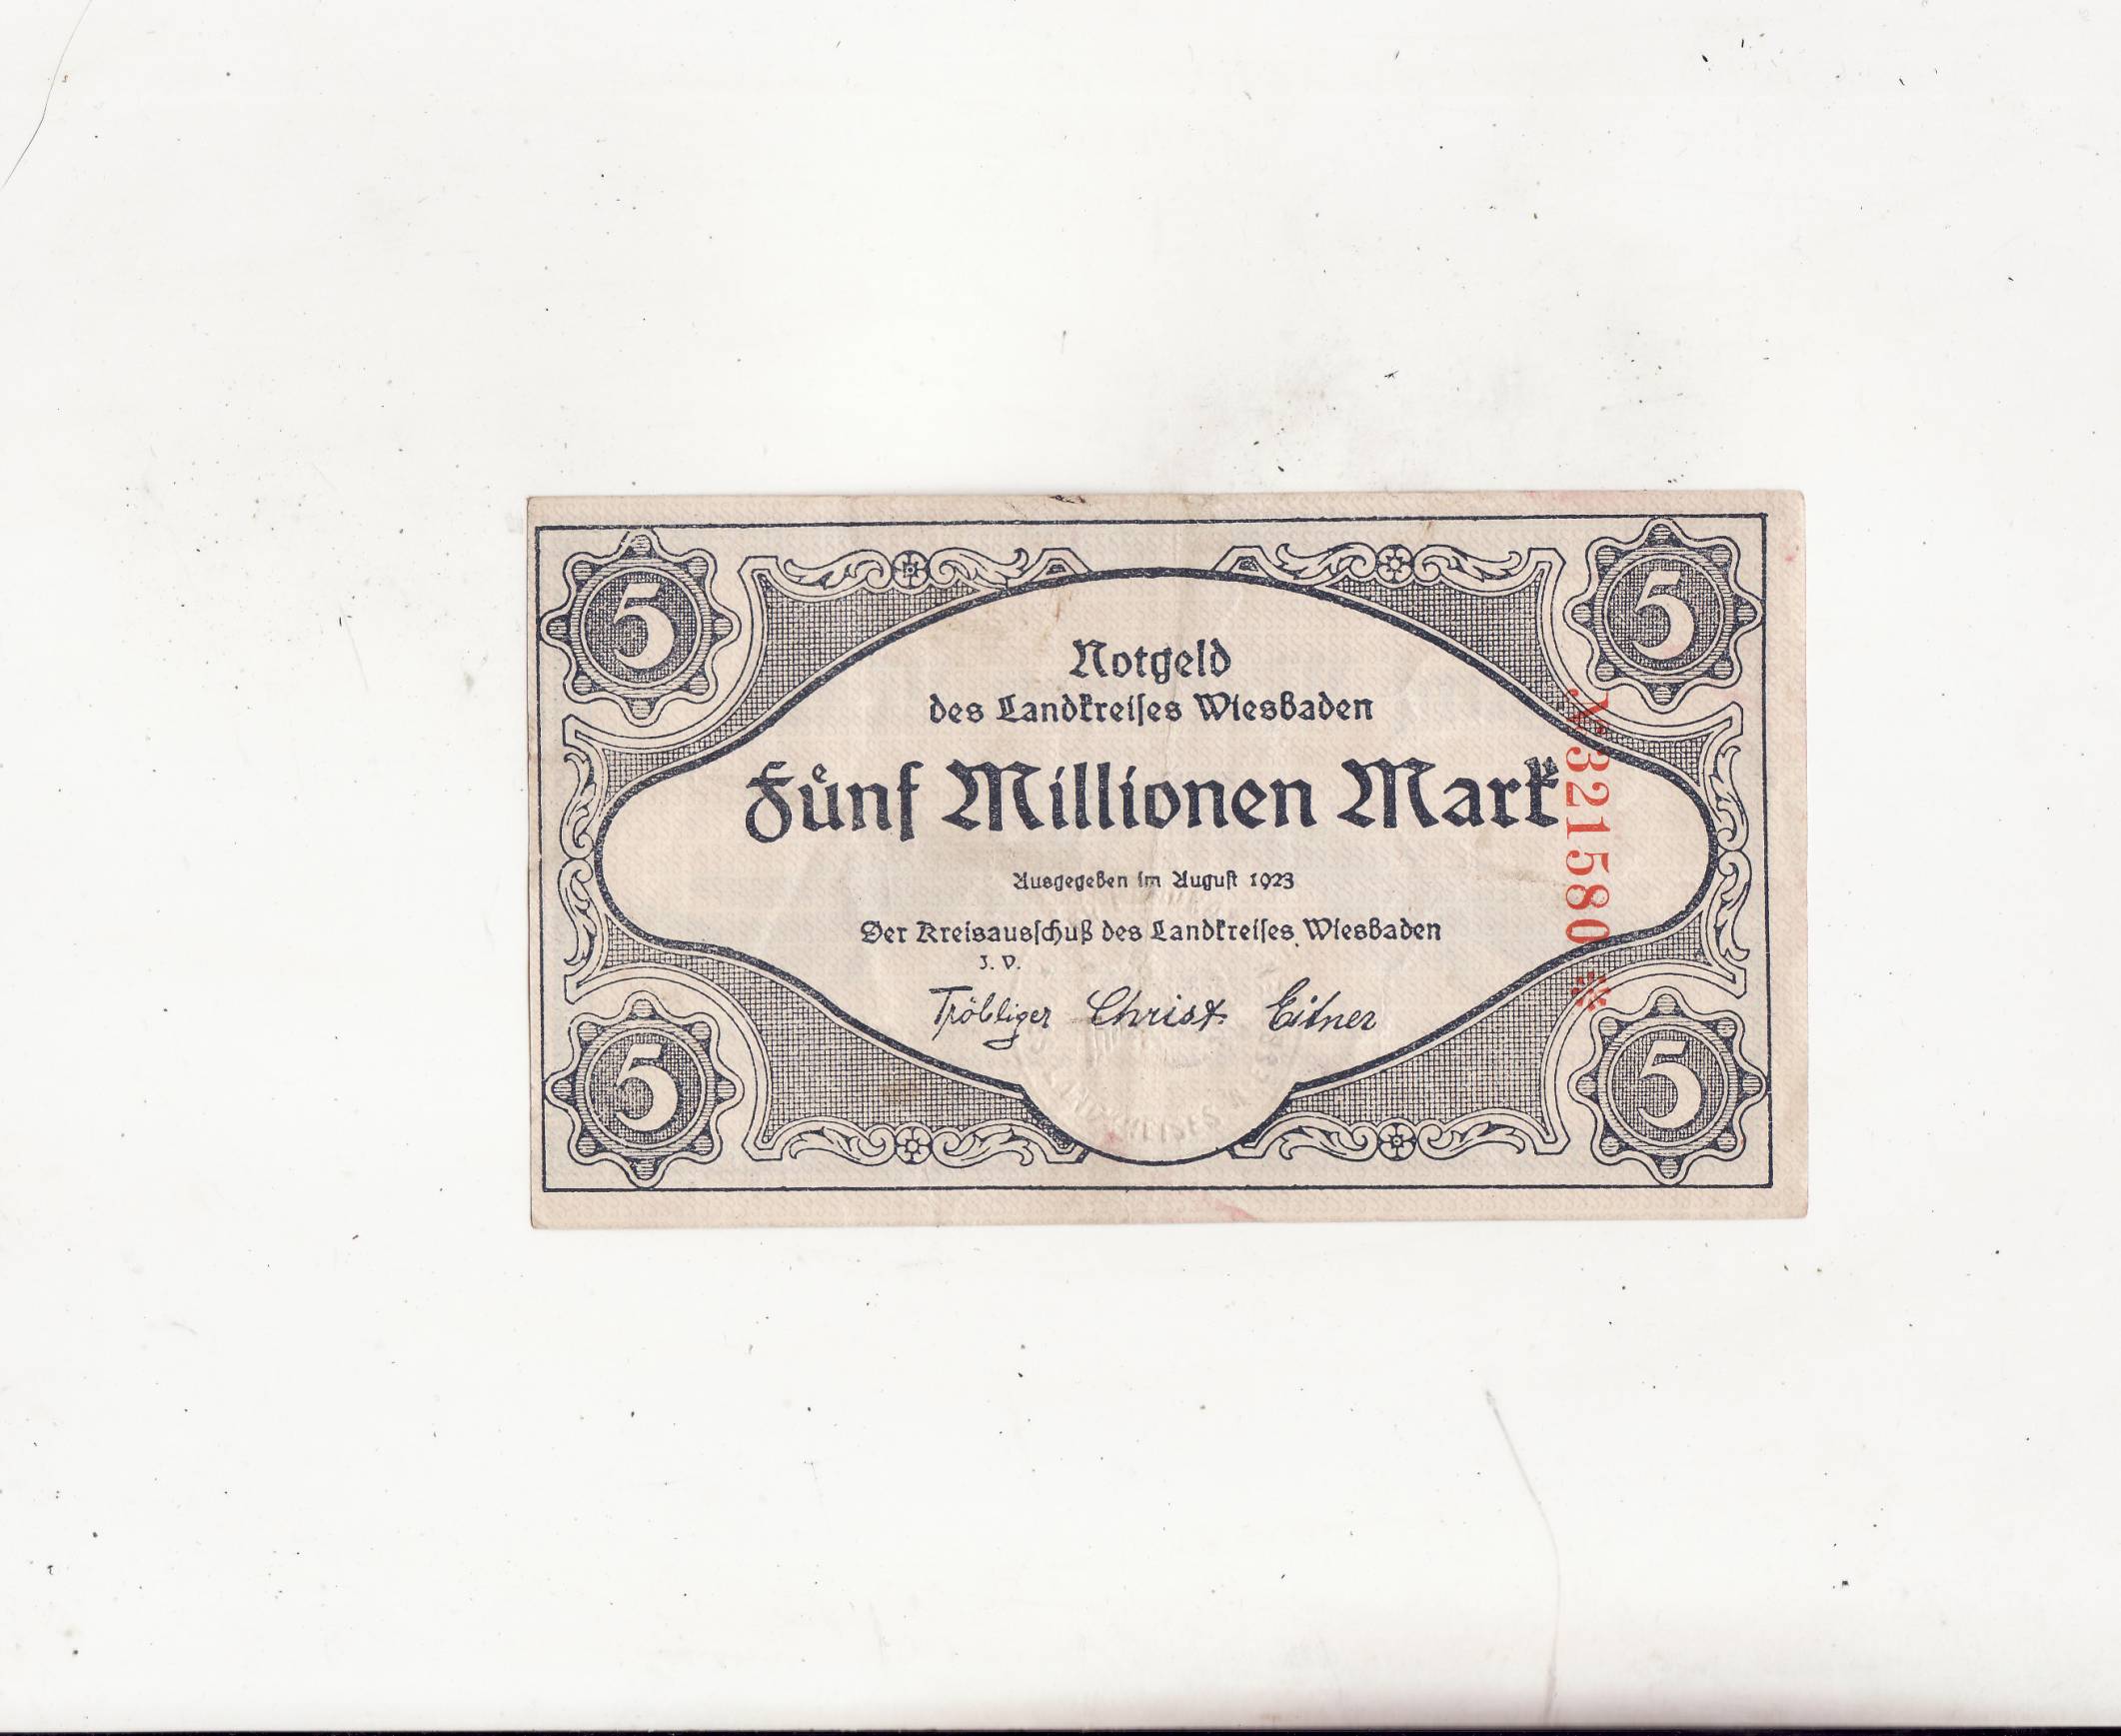 5 5
Notgeld
des Landkreises Wiesbaden
Fünf Millionen Mark
Ausgegeben im August 1923
Der Kreisausschuß des Landkreises Wiesbaden
J. V.
Christ Eitner
5 5
№ 321580 ※